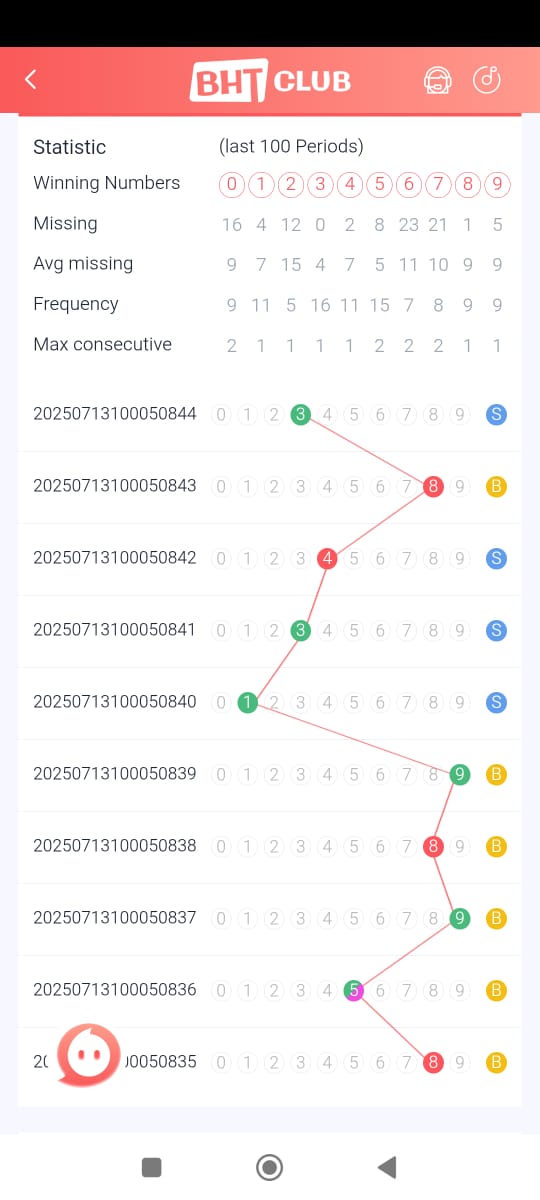 BHT CLUB
Statistic (last 100 Periods)
Winning Numbers 0 1 2 3 4 5 6 7 8 9
Missing 16 4 12 0 2 8 23 21 1 5
Avg missing 9 7 15 4 7 5 11 10 9 9
Frequency 9 11 5 16 11 15 7 8 9 9
Max consecutive 2 1 1 1 1 2 2 2 1 1
20250713100050844 0 1 2 3 4 5 6 7 8 9 S
20250713100050843 0 1 2 3 4 5 6 7 8 9 B
20250713100050842 0 1 2 3 4 5 6 7 8 9 S
20250713100050841 0 1 2 3 4 5 6 7 8 9 S
20250713100050840 0 1 2 3 4 5 6 7 8 9 S
20250713100050839 0 1 2 3 4 5 6 7 8 9 B
20250713100050838 0 1 2 3 4 5 6 7 8 9 B
20250713100050837 0 1 2 3 4 5 6 7 8 9 B
20250713100050836 0 1 2 3 4 5 6 7 8 9 B
0050835 0 1 2 3 4 5 6 7 8 9 B